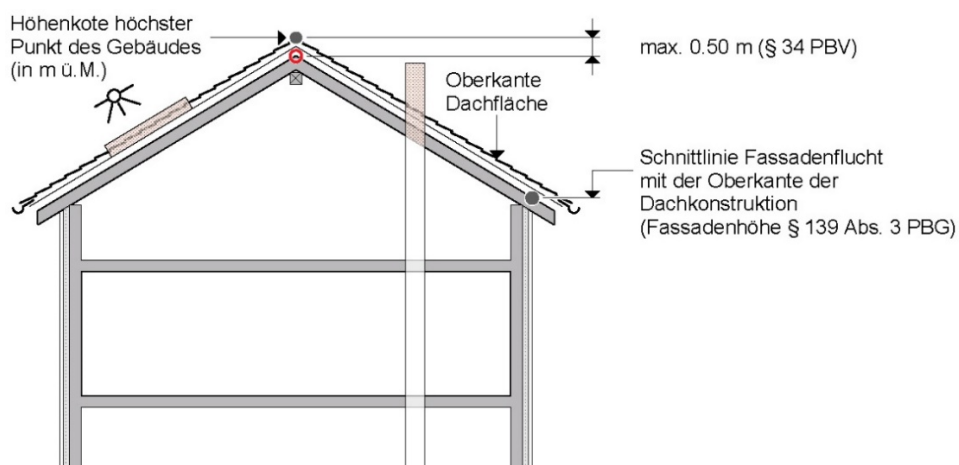 Höhenkote höchster
Punkt des Gebäudes
(in m ü.M.)
max. 0.50 m (§ 34 PBV)
Oberkante
Dachfläche
Schnittlinie Fassadenflucht
mit der Oberkante der
Dachkonstruktion
(Fassadenhöhe § 139 Abs. 3 PBG)